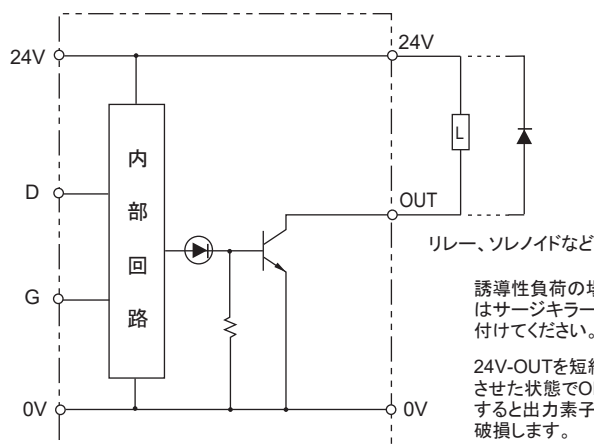 24V
24V
L
内部回路
D
OUT
リレー、ソレノイドなど
G
誘導性負荷の場
はサージキラー
付けてください。
24V-OUTを短絡
させた状態でO
すると出力素子
破損します。
0V
0V